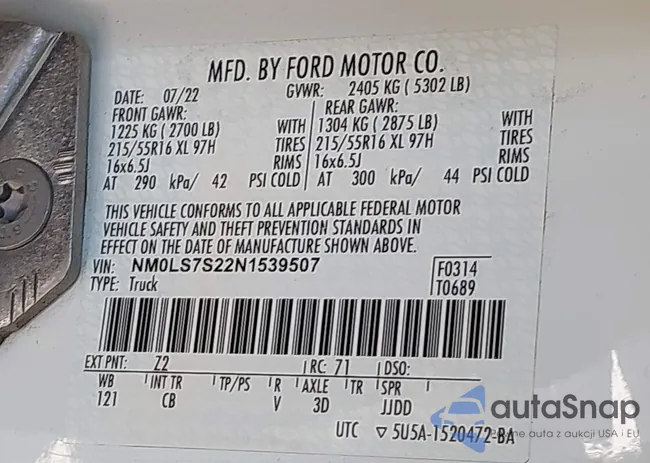 MFD. BY FORD MOTOR CO.
DATE: 07/22 GVWR: 2405 KG ( 5302 LB)
FRONT GAWR: REAR GAWR:
1225 KG ( 2700 LB) WITH 1304 KG ( 2875 LB) WITH
215/55R16 XL 97H TIRES 215/55R16 XL 97H TIRES
16x6.5J RIMS 16x6.5J RIMS
AT 290 kPa/ 42 PSI COLD AT 300 kPa/ 44 PSI COLD
THIS VEHICLE CONFORMS TO ALL APPLICABLE FEDERAL MOTOR
VEHICLE SAFETY AND THEFT PREVENTION STANDARDS IN
EFFECT ON THE DATE OF MANUFACTURE SHOWN ABOVE.
VIN: NM0LS7S22N1539507 F0314
TYPE: Truck T0689
EXT PNT: Z2 RC: 71 DSO:
WB INT TR TP/PS R AXLE TR SPR
121 CB V 3D JJDD
UTC ▽ 5U5A-1520472-BA
autaSnap
auta z aukcji USA i EU